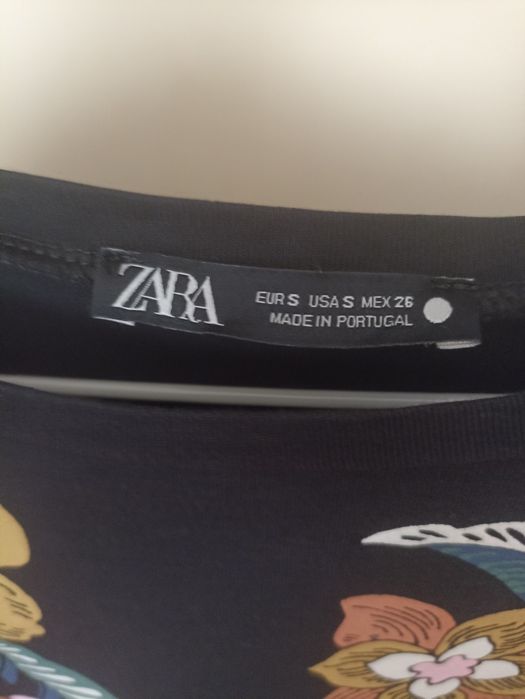 ZARA
EUR S USA S MEX 26
MADE IN PORTUGAL